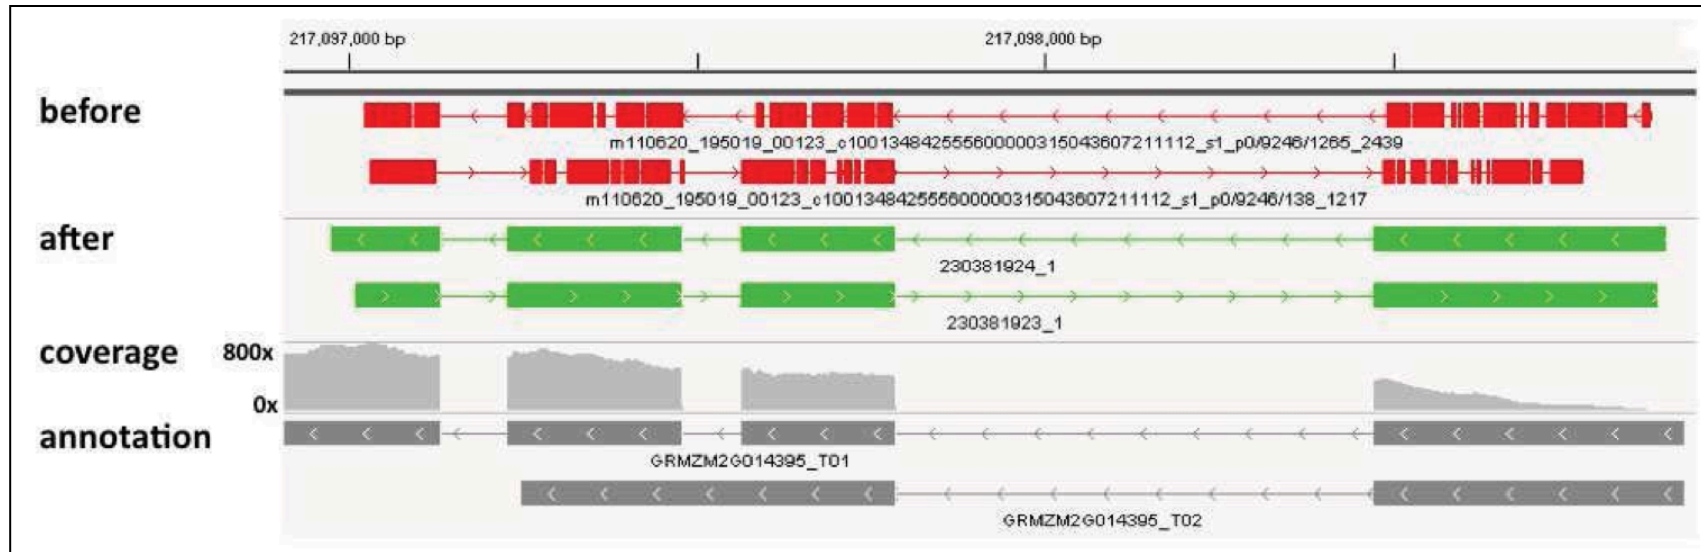 217,097,000 bp
217,098,000 bp
before
m110620_195019_00123_c100134842555600000315043607211112_s1_p0/9246/1265_2439
m110620_195019_00123_c100134842555600000315043607211112_s1_p0/9246/138_1217
after
230381924_1
230381923_1
coverage
800x
0x
annotation
GRMZM2G014395_T01
GRMZM2G014395_T02